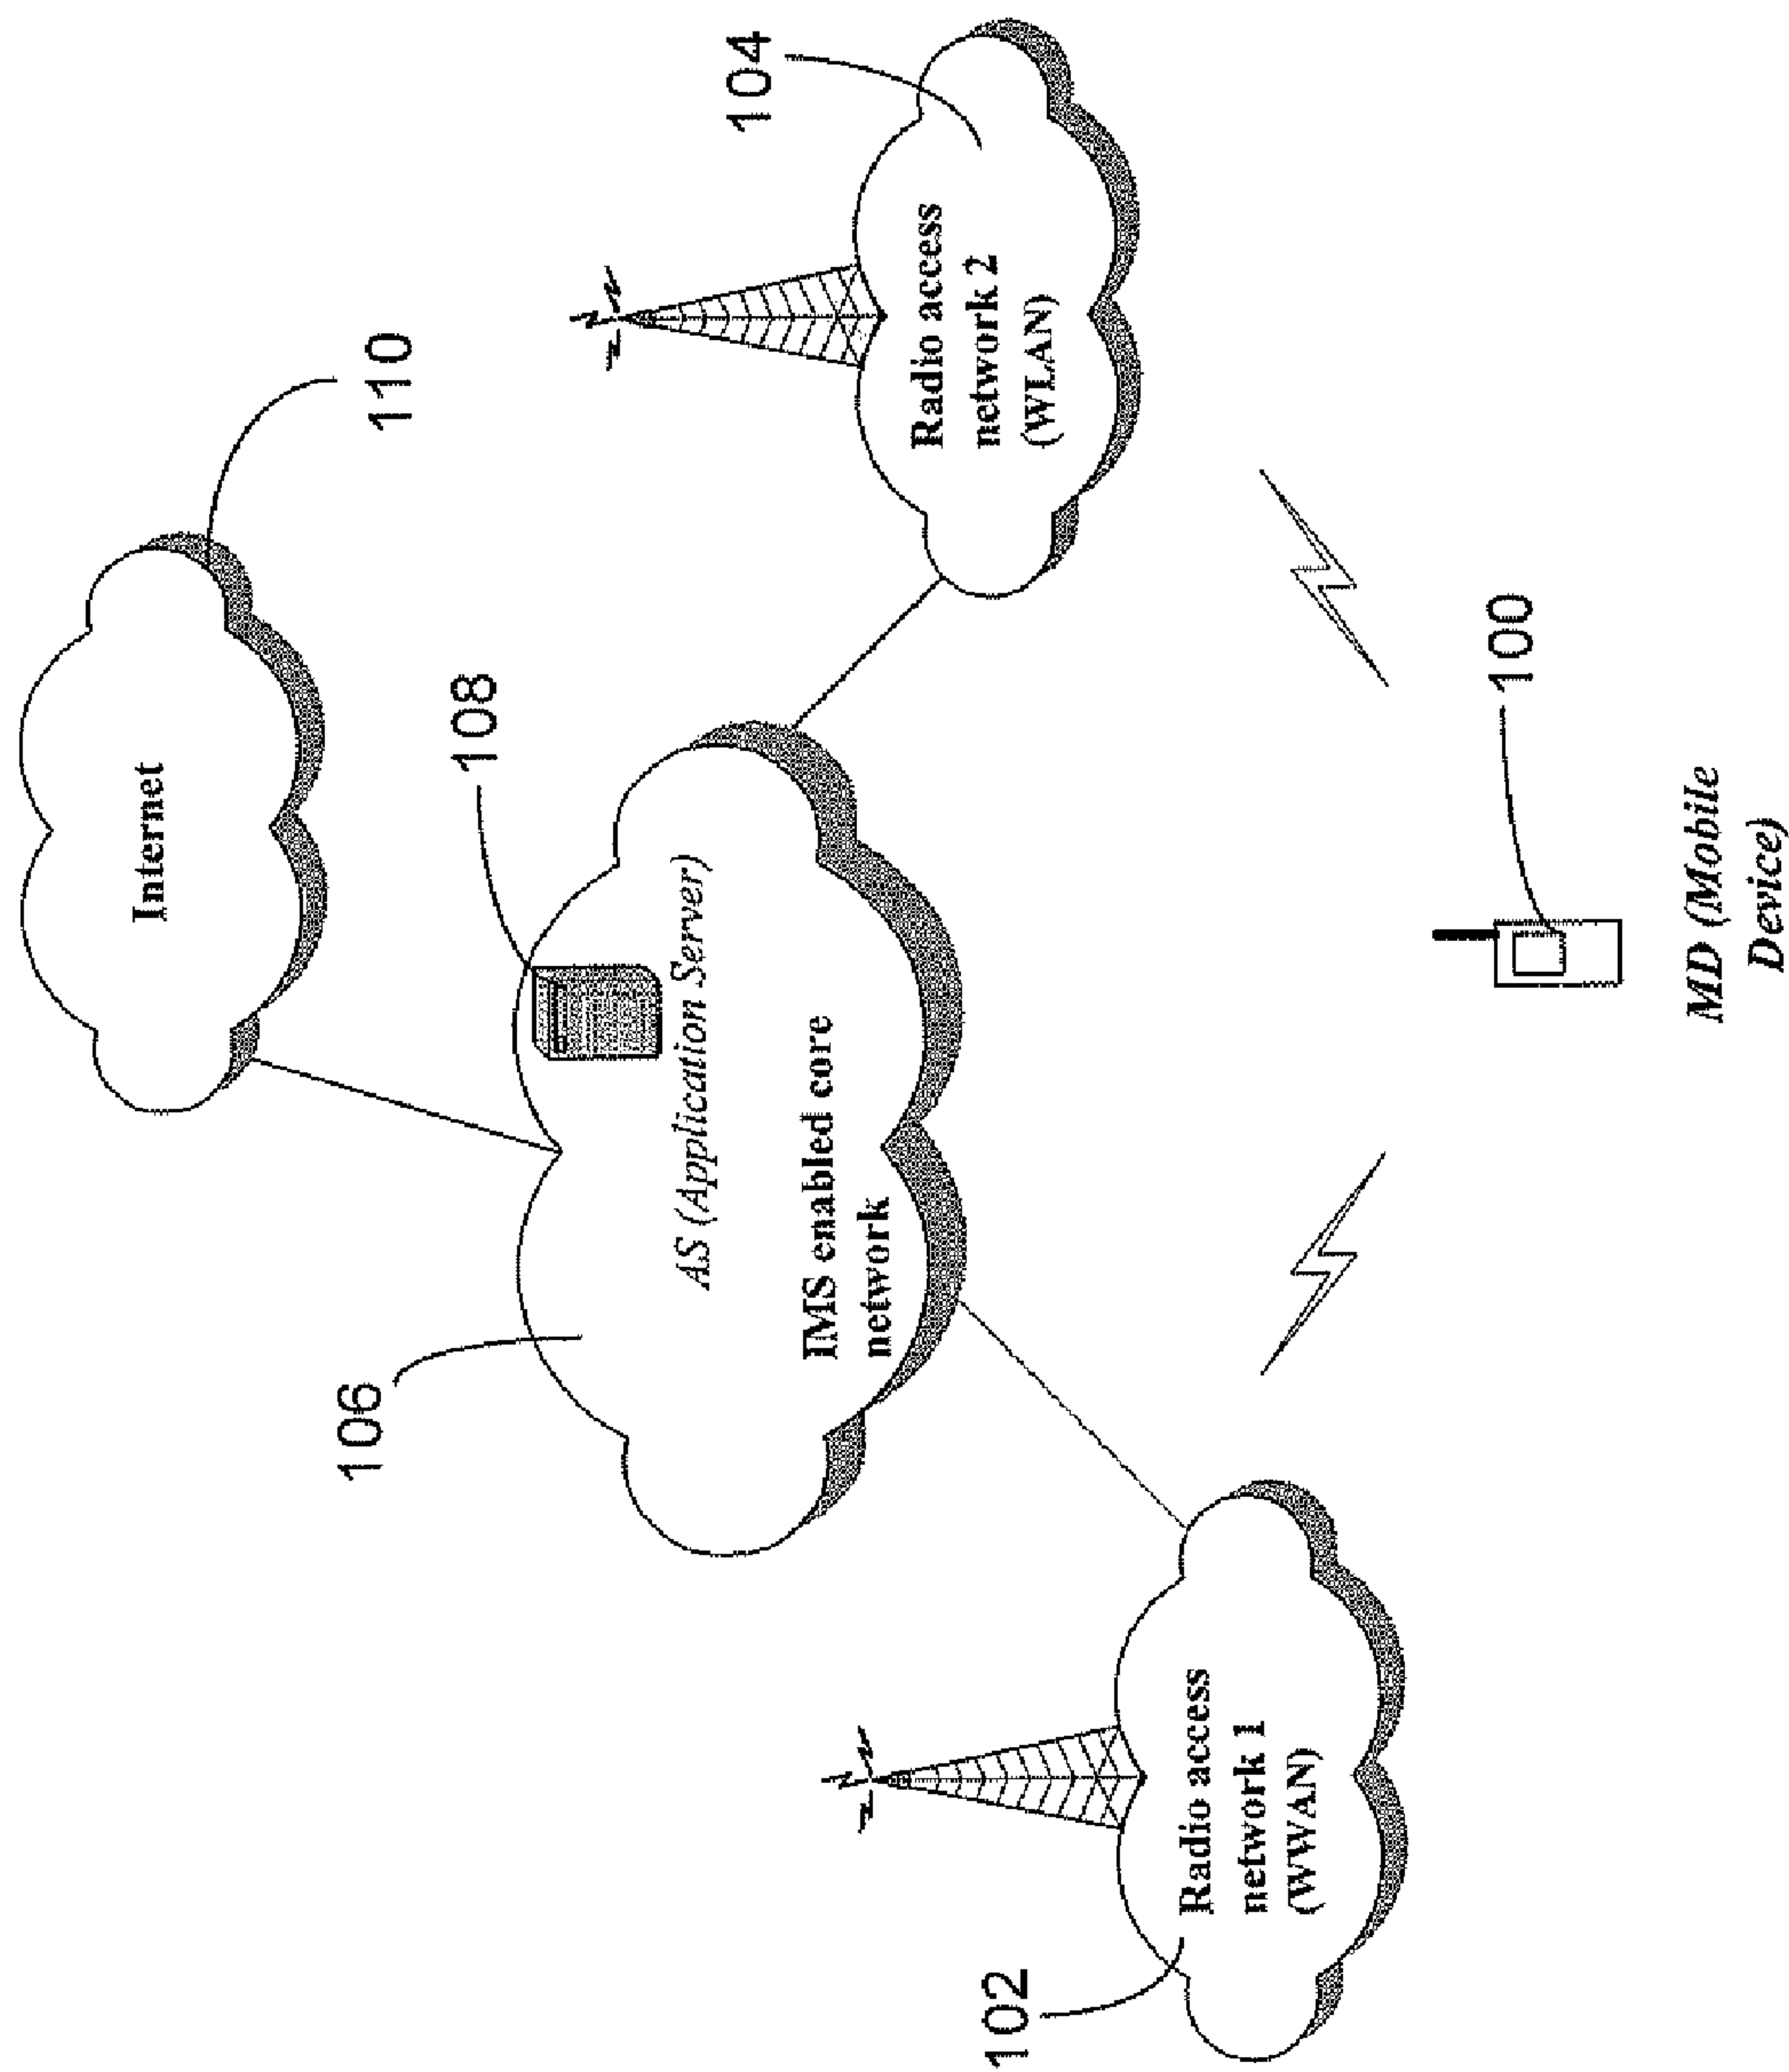 Internet
110
108
AS (Application Server)
106
IMS enabled core
network
104
Radio access
network 2
(WLAN)
102
Radio access
network 1
(WWAN)
100
MD (Mobile
Device)